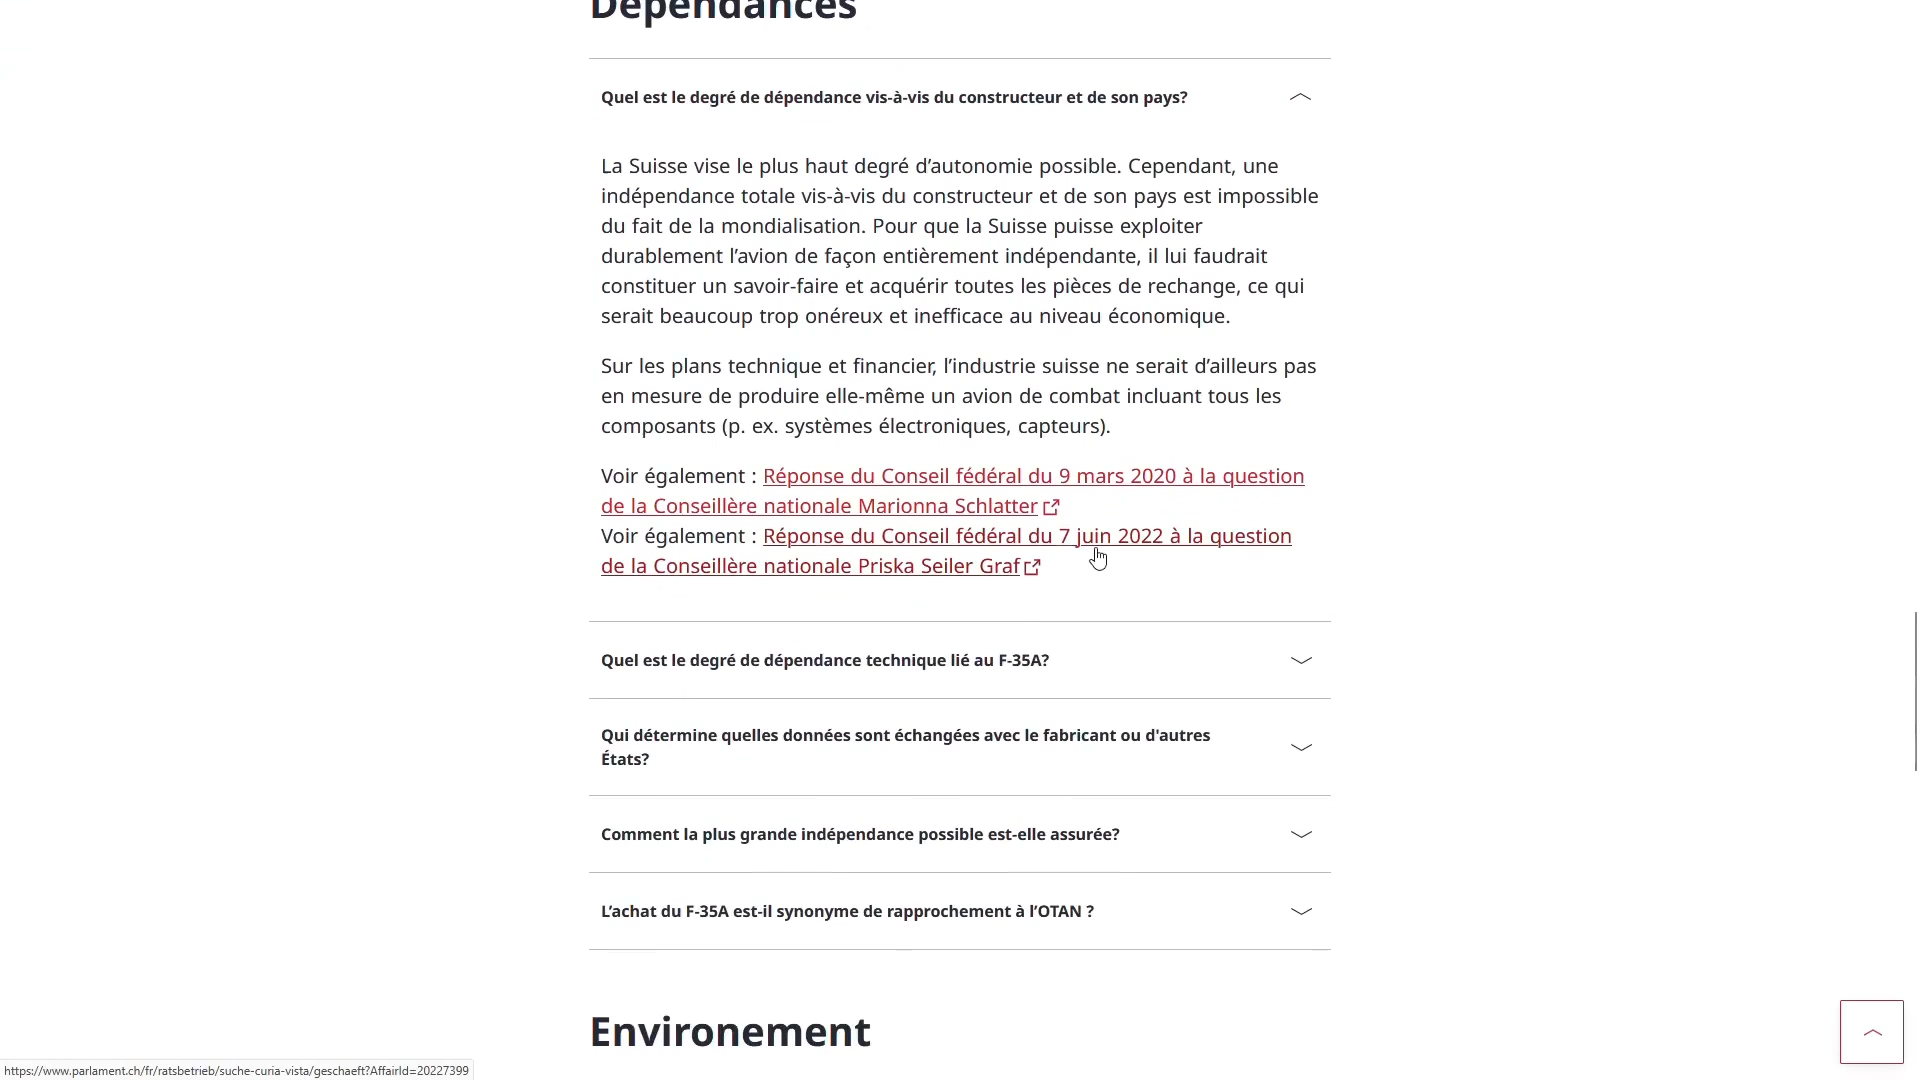 Dépendances
Quel est le degré de dépendance vis-à-vis du constructeur et de son pays?
La Suisse vise le plus haut degré d’autonomie possible. Cependant, une
indépendance totale vis-à-vis du constructeur et de son pays est impossible
du fait de la mondialisation. Pour que la Suisse puisse exploiter
durablement l’avion de façon entièrement indépendante, il lui faudrait
constituer un savoir-faire et acquérir toutes les pièces de rechange, ce qui
serait beaucoup trop onéreux et inefficace au niveau économique.
Sur les plans technique et financier, l’industrie suisse ne serait d’ailleurs pas
en mesure de produire elle-même un avion de combat incluant tous les
composants (p. ex. systèmes électroniques, capteurs).
Voir également : Réponse du Conseil fédéral du 9 mars 2020 à la question
de la Conseillère nationale Marionna Schlatter
Voir également : Réponse du Conseil fédéral du 7 juin 2022 à la question
de la Conseillère nationale Priska Seiler Graf
Quel est le degré de dépendance technique lié au F-35A?
Qui détermine quelles données sont échangées avec le fabricant ou d'autres
États?
Comment la plus grande indépendance possible est-elle assurée?
L’achat du F-35A est-il synonyme de rapprochement à l’OTAN ?
Environement
https://www.parlament.ch/fr/ratsbetrieb/suche-curia-vista/geschaeft?AffairId=20227399